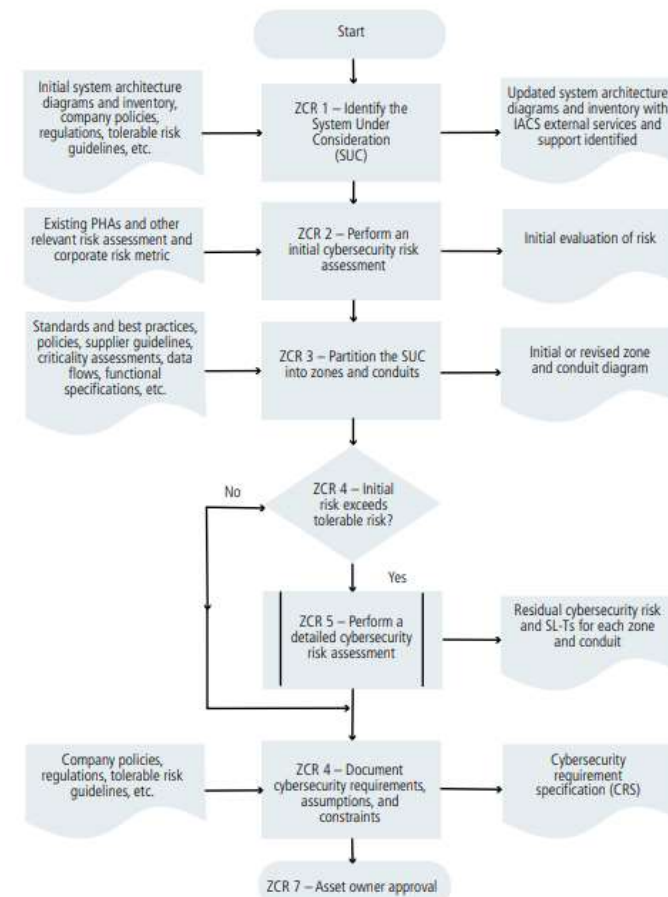 Start
Initial system architecture
diagrams and inventory,
company policies,
regulations, tolerable risk
guidelines, etc.
ZCR 1 – Identify the
System Under
Consideration
(SUC)
Updated system architecture
diagrams and inventory with
IACS external services and
support identified
Existing PHAs and other
relevant risk assessment and
corporate risk metric
ZCR 2 – Perform an
initial cybersecurity risk
assessment
Initial evaluation of risk
Standards and best practices,
policies, supplier guidelines,
criticality assessments, data
flows, functional
specifications, etc.
ZCR 3 – Partition the SUC
into zones and conduits
Initial or revised zone
and conduit diagram
No
ZCR 4 – Initial
risk exceeds
tolerable risk?
Yes
ZCR 5 – Perform a
detailed cybersecurity
risk assessment
Residual cybersecurity risk
and SL-Ts for each zone
and conduit
Company policies,
regulations, tolerable risk
guidelines, etc.
ZCR 4 – Document
cybersecurity requirements,
assumptions, and
constraints
Cybersecurity
requirement
specification (CRS)
ZCR 7 – Asset owner approval